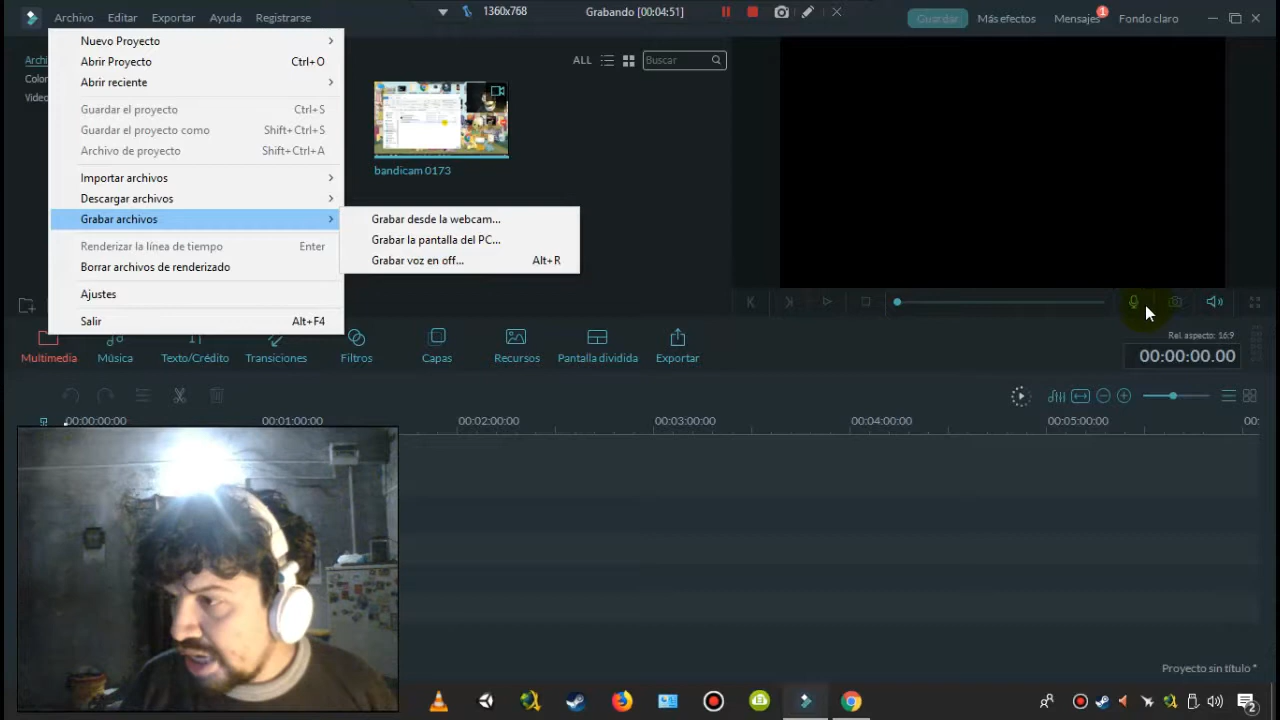 Archivo Editar Exportar Ayuda Registrarse
1360x768 Grabando [00:04:51]
Guardar Más efectos Mensajes 1 Fondo claro
Archi
Color
Video
Nuevo Proyecto
Abrir Proyecto Ctrl+O
Abrir reciente
Guardar el proyecto Ctrl+S
Guardar el proyecto como Shift+Ctrl+S
Archivo de proyecto Shift+Ctrl+A
Importar archivos
Descargar archivos
Grabar archivos
Renderizar la línea de tiempo Enter
Borrar archivos de renderizado
Ajustes
Salir Alt+F4
Grabar desde la webcam...
Grabar la pantalla del PC...
Grabar voz en off... Alt+R
ALL Buscar
bandicam 0173
Rel. aspecto: 16:9
00:00:00.00
Multimedia Música Texto/Crédito Transiciones Filtros Capas Recursos Pantalla dividida Exportar
00:00:00:00 00:01:00:00 00:02:00:00 00:03:00:00 00:04:00:00 00:05:00:00 00:
Proyecto sin título *
2